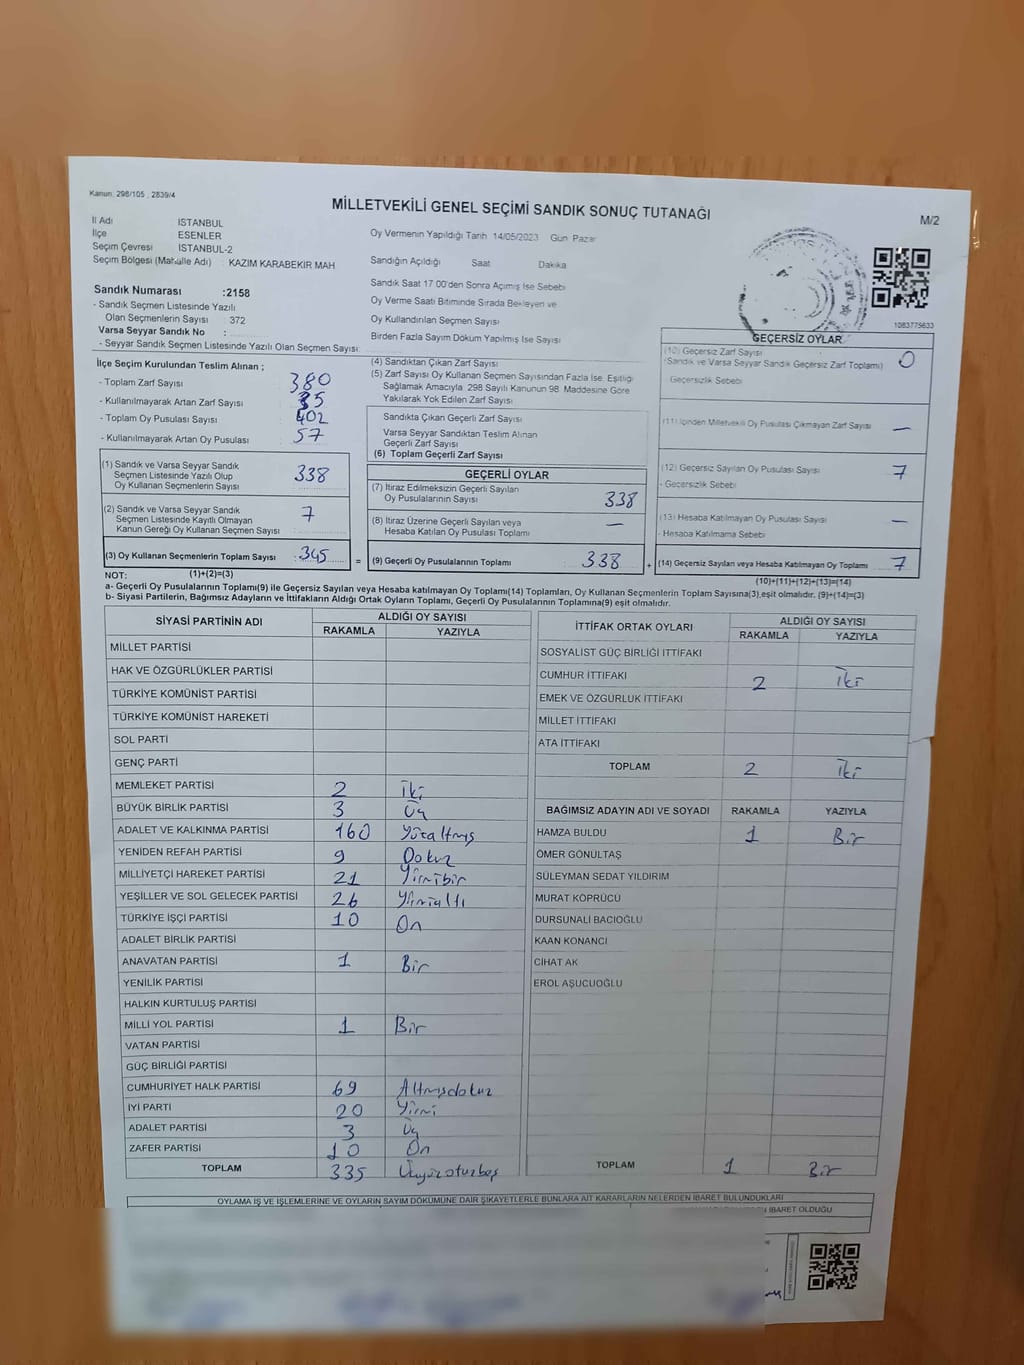 Kanun: 298/105 , 2839/4
MİLLETVEKİLİ GENEL SEÇİMİ SANDIK SONUÇ TUTANAĞI
M/2
İl Adı İSTANBUL
İlçe ESENLER
Seçim Çevresi İSTANBUL-2
Seçim Bölgesi (Mahalle Adı) : KAZIM KARABEKİR MAH
Sandık Numarası :2158
- Sandık Seçmen Listesinde Yazılı
Olan Seçmenlerin Sayısı : 372
Varsa Seyyar Sandık No :
- Seyyar Sandık Seçmen Listesinde Yazılı Olan Seçmen Sayısı:
Oy Vermenin Yapıldığı Tarih 14/05/2023 Gün Pazar
Sandığın Açıldığı Saat Dakika
Sandık Saat 17 00'den Sonra Açımış İse Sebebi
Oy Verme Saati Bitiminde Sırada Bekleyen ve
Oy Kullandırılan Seçmen Sayısı
Birden Fazla Sayım Döküm Yapılmış İse Sayısı
1083775633
İlçe Seçim Kurulundan Teslim Alınan ;
- Toplam Zarf Sayısı : 380
- Kullanılmayarak Artan Zarf Sayısı : 35
- Toplam Oy Pusulası Sayısı : 402
- Kullanılmayarak Artan Oy Pusulası : 57
(1) Sandık ve Varsa Seyyar Sandık
Seçmen Listesinde Yazılı Olup
Oy Kullanan Seçmenlerin Sayısı : 338
(2) Sandık ve Varsa Seyyar Sandık
Seçmen Listesinde Kayıtlı Olmayan
Kanun Gereği Oy Kullanan Seçmen Sayısı : 7
(3) Oy Kullanan Seçmenlerin Toplam Sayısı : 345 =
(4) Sandıktan Çıkan Zarf Sayısı
(5) Zarf Sayısı Oy Kullanan Seçmen Sayısından Fazla İse, Eşitliği
Sağlamak Amacıyla 298 Sayılı Kanunun 98. Maddesine Göre
Yakılarak Yok Edilen Zarf Sayısı
Sandıkta Çıkan Geçerli Zarf Sayısı
Varsa Seyyar Sandıktan Teslim Alınan
Geçerli Zarf Sayısı
(6) Toplam Geçerli Zarf Sayısı
GEÇERLİ OYLAR
(7) İtiraz Edilmeksizin Geçerli Sayılan
Oy Pusulalarının Sayısı 338
(8) İtiraz Üzerine Geçerli Sayılan veya
Hesaba Katılan Oy Pusulası Toplamı —
(9) Geçerli Oy Pusulalarının Toplamı : 338 +
GEÇERSİZ OYLAR
(10) Geçersiz Zarf Sayısı
(Sandık ve Varsa Seyyar Sandık Geçersiz Zarf Toplamı) : 0
Geçersizlik Sebebi
(11) İçinden Milletvekili Oy Pusulası Çıkmayan Zarf Sayısı —
(12) Geçersiz Sayılan Oy Pusulası Sayısı 7
- Geçersizlik Sebebi
(13) Hesaba Katılmayan Oy Pusulası Sayısı —
- Hesaba Katılmama Sebebi
(14) Geçersiz Sayılan veya Hesaba Katılmayan Oy Toplamı 7
NOT: (1)+(2)=(3)
(10)+(11)+(12)+(13)=(14)
a- Geçerli Oy Pusulalarının Toplamı(9) ile Geçersiz Sayılan veya Hesaba katılmayan Oy Toplamı(14) Toplamları, Oy Kullanan Seçmenlerin Toplam Sayısına(3) eşit olmalıdır. (9)+(14)=(3)
b- Siyasi Partilerin, Bağımsız Adayların ve İttifakların Aldığı Ortak Oyların Toplamı, Geçerli Oy Pusulalarının Toplamına(9) eşit olmalıdır.
SİYASİ PARTİNİN ADI ALDIĞI OY SAYISI
RAKAMLA YAZIYLA
MİLLET PARTİSİ
HAK VE ÖZGÜRLÜKLER PARTİSİ
TÜRKİYE KOMÜNİST PARTİSİ
TÜRKİYE KOMÜNİST HAREKETİ
SOL PARTİ
GENÇ PARTİ
MEMLEKET PARTİSİ 2 iki
BÜYÜK BİRLİK PARTİSİ 3 üç
ADALET VE KALKINMA PARTİSİ 160 Yüzaltmış
YENİDEN REFAH PARTİSİ 9 Dokuz
MİLLİYETÇİ HAREKET PARTİSİ 21 Yirmibir
YEŞİLLER VE SOL GELECEK PARTİSİ 26 Yirmialtı
TÜRKİYE İŞÇİ PARTİSİ 10 On
ADALET BİRLİK PARTİSİ
ANAVATAN PARTİSİ 1 Bir
YENİLİK PARTİSİ
HALKIN KURTULUŞ PARTİSİ
MİLLİ YOL PARTİSİ 1 Bir
VATAN PARTİSİ
GÜÇ BİRLİĞİ PARTİSİ
CUMHURİYET HALK PARTİSİ 69 Altmışdokuz
İYİ PARTİ 20 Yirmi
ADALET PARTİSİ 3 üç
ZAFER PARTİSİ 10 On
TOPLAM 335 Üçyüzotuzbeş
İTTİFAK ORTAK OYLARI ALDIĞI OY SAYISI
RAKAMLA YAZIYLA
SOSYALİST GÜÇ BİRLİĞİ İTTİFAKI
CUMHUR İTTİFAKI 2 iki
EMEK VE ÖZGÜRLÜK İTTİFAKI
MİLLET İTTİFAKI
ATA İTTİFAKI
TOPLAM 2 iki
BAĞIMSIZ ADAYIN ADI VE SOYADI RAKAMLA YAZIYLA
HAMZA BULDU 1 Bir
ÖMER GÖNÜLTAŞ
SÜLEYMAN SEDAT YILDIRIM
MURAT KÖPRÜCÜ
DURSUNALİ BACIOĞLU
KAAN KONANCI
CİHAT AK
EROL AŞUCUOĞLU
TOPLAM 1 Bir
OYLAMA İŞ VE İŞLEMLERİNE VE OYLARIN SAYIM DÖKÜMÜNE DAİR ŞİKAYETLERLE BUNLARA AİT KARARLARIN NELERDEN İBARET BULUNDUKLARI
İBARET OLDUĞU